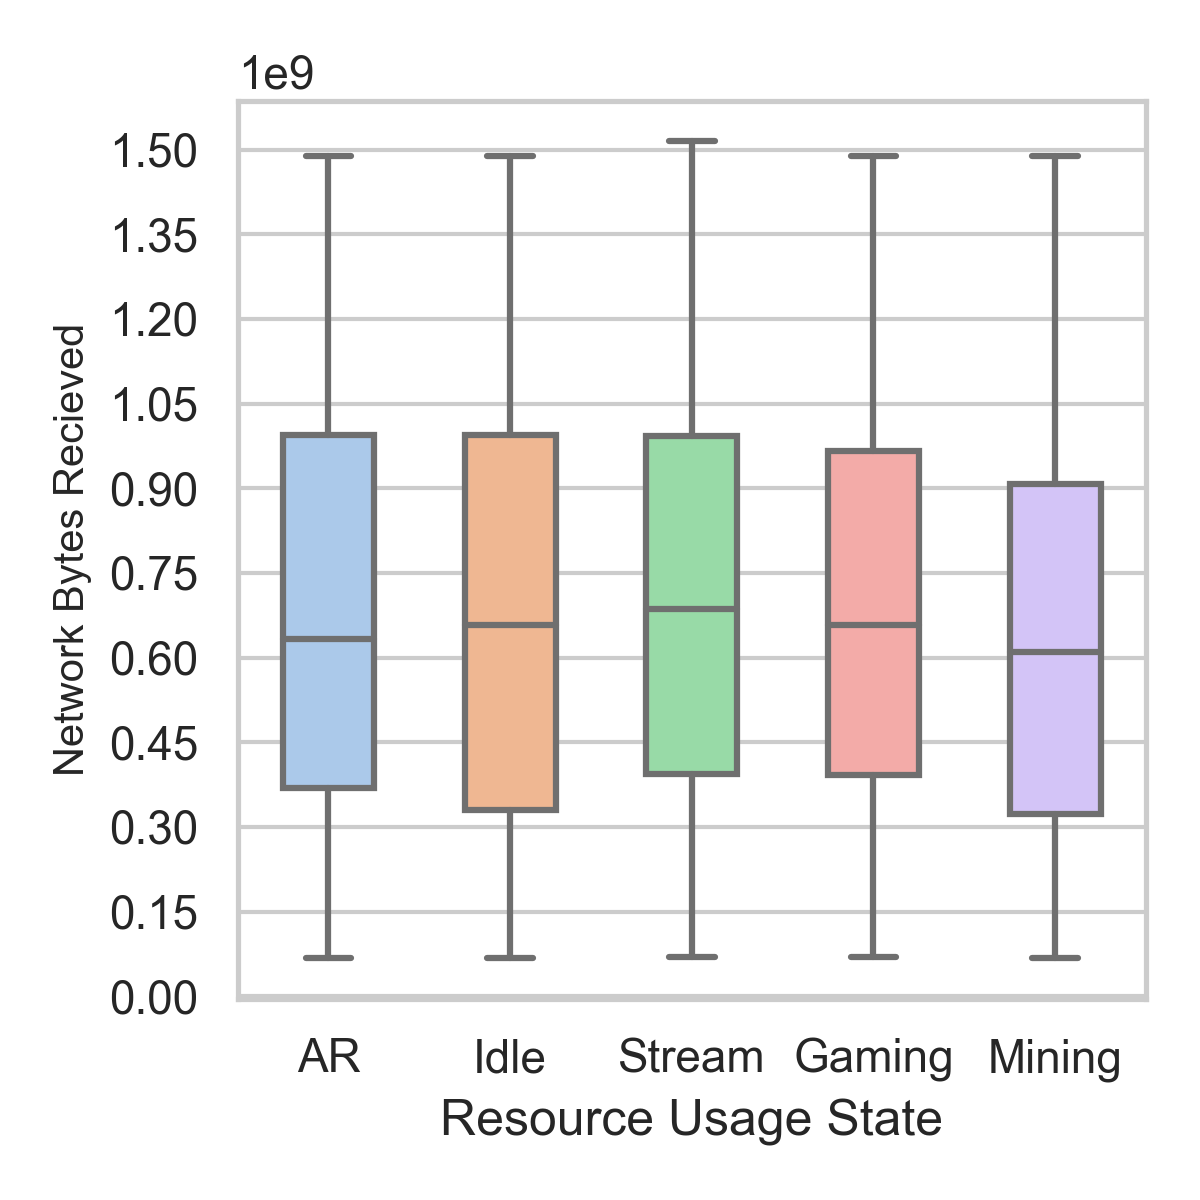 1e9
1.50
1.35
1.20
1.05
0.90
0.75
0.60
0.45
0.30
0.15
0.00
Network Bytes Recieved
AR Idle Stream Gaming Mining
Resource Usage State